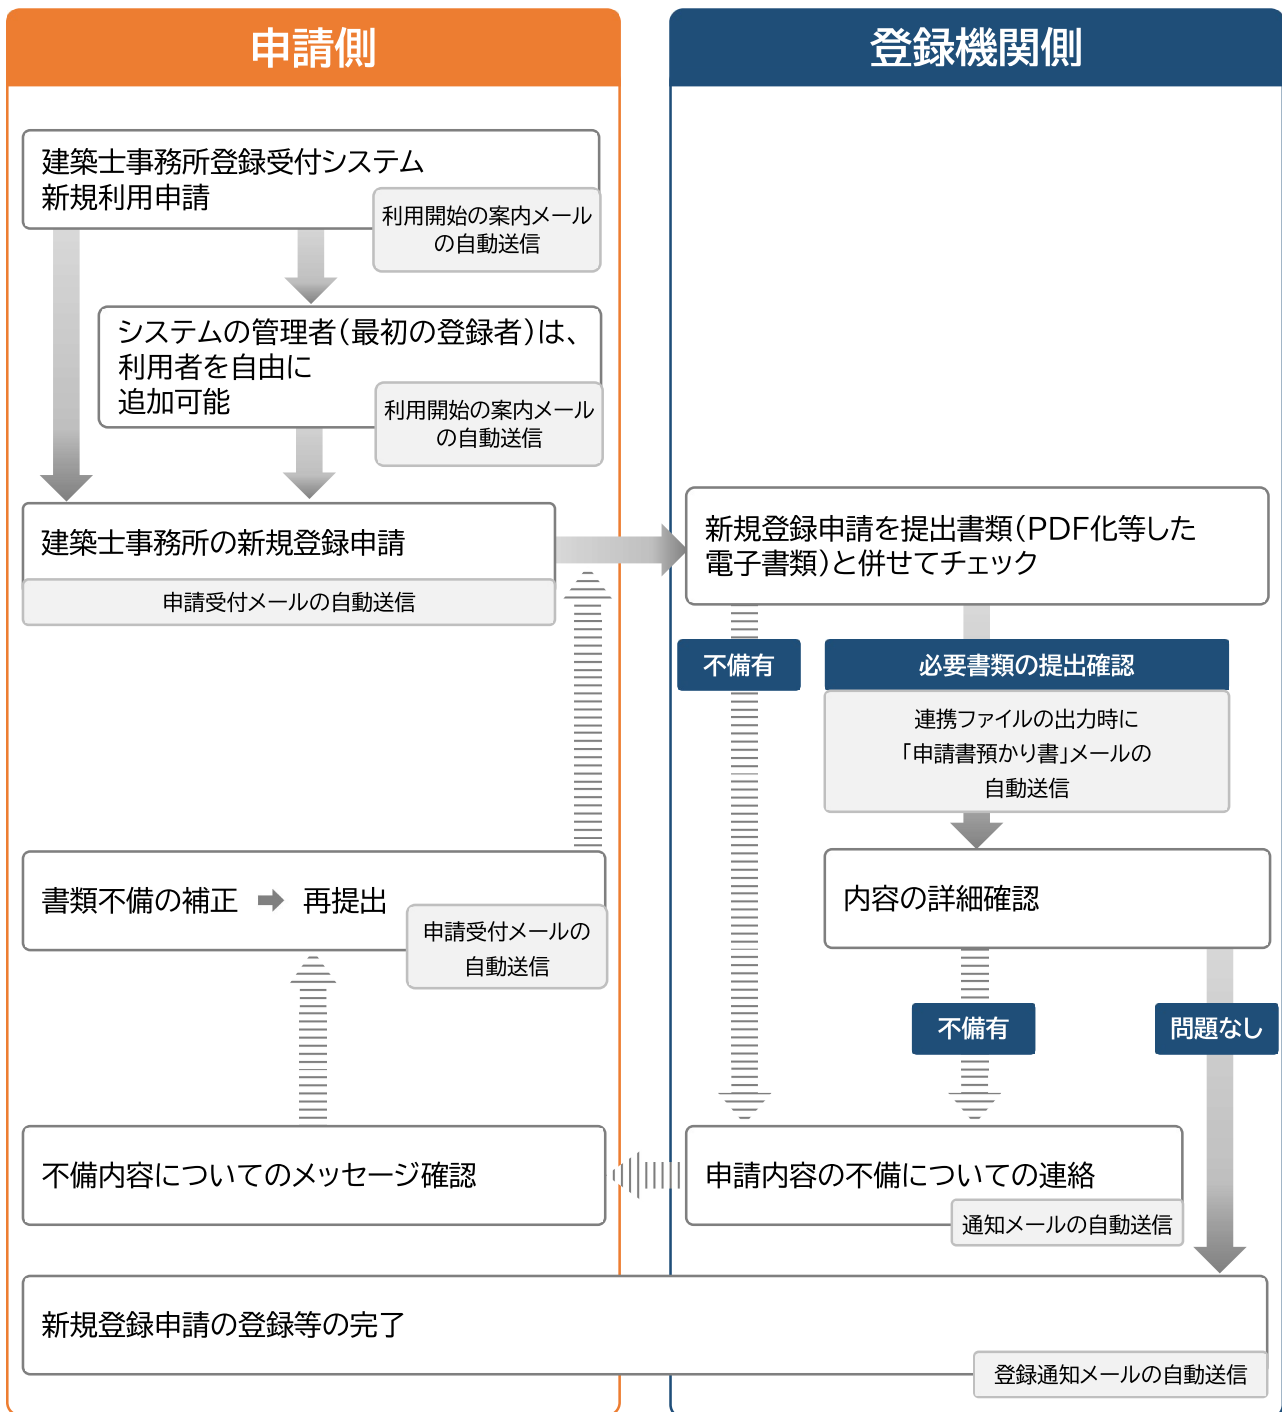 申請側
登録機関側
建築士事務所登録受付システム
新規利用申請
利用開始の案内メール
の自動送信
システムの管理者（最初の登録者）は、
利用者を自由に
追加可能
利用開始の案内メール
の自動送信
建築士事務所の新規登録申請
申請受付メールの自動送信
新規登録申請を提出書類（PDF化等した
電子書類）と併せてチェック
不備有
必要書類の提出確認
連携ファイルの出力時に
「申請書預かり書」メールの
自動送信
書類不備の補正 ➡ 再提出
申請受付メールの
自動送信
内容の詳細確認
不備有
問題なし
不備内容についてのメッセージ確認
申請内容の不備についての連絡
通知メールの自動送信
新規登録申請の登録等の完了
登録通知メールの自動送信